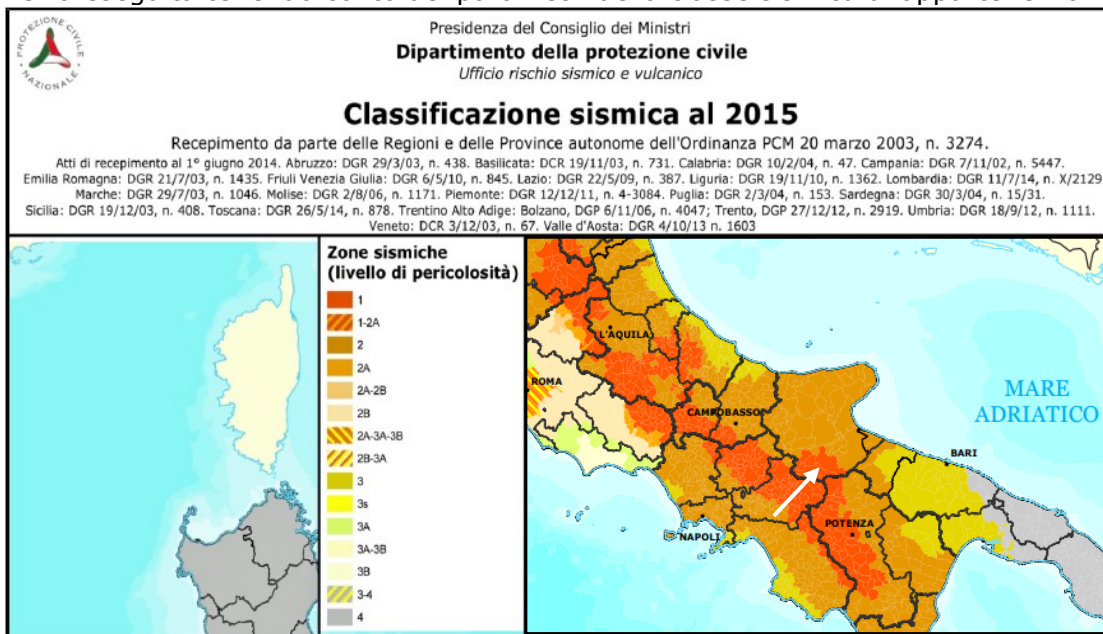 PROTEZIONE CIVILE
NAZIONALE
Presidenza del Consiglio dei Ministri
Dipartimento della protezione civile
Ufficio rischio sismico e vulcanico
Classificazione sismica al 2015
Recepimento da parte delle Regioni e delle Province autonome dell'Ordinanza PCM 20 marzo 2003, n. 3274.
Atti di recepimento al 1° giugno 2014. Abruzzo: DGR 29/3/03, n. 438. Basilicata: DCR 19/11/03, n. 731. Calabria: DGR 10/2/04, n. 47. Campania: DGR 7/11/02, n. 5447.
Emilia Romagna: DGR 21/7/03, n. 1435. Friuli Venezia Giulia: DGR 6/5/10, n. 845. Lazio: DGR 22/5/09, n. 387. Liguria: DGR 19/11/10, n. 1362. Lombardia: DGR 11/7/14, n. X/2129
Marche: DGR 29/7/03, n. 1046. Molise: DGR 2/8/06, n. 1171. Piemonte: DGR 12/12/11, n. 4-3084. Puglia: DGR 2/3/04, n. 153. Sardegna: DGR 30/3/04, n. 15/31.
Sicilia: DGR 19/12/03, n. 408. Toscana: DGR 26/5/14, n. 878. Trentino Alto Adige: Bolzano, DGP 6/11/06, n. 4047; Trento, DGP 27/12/12, n. 2919. Umbria: DGR 18/9/12, n. 1111.
Veneto: DCR 3/12/03, n. 67. Valle d'Aosta: DGR 4/10/13 n. 1603
Zone sismiche
(livello di pericolosità)
1
1-2A
2
2A
2A-2B
2B
2A-3A-3B
2B-3A
3
3s
3A
3A-3B
3B
3-4
4
L'AQUILA
ROMA
CAMPOBASSO
MARE
ADRIATICO
BARI
NAPOLI
POTENZA